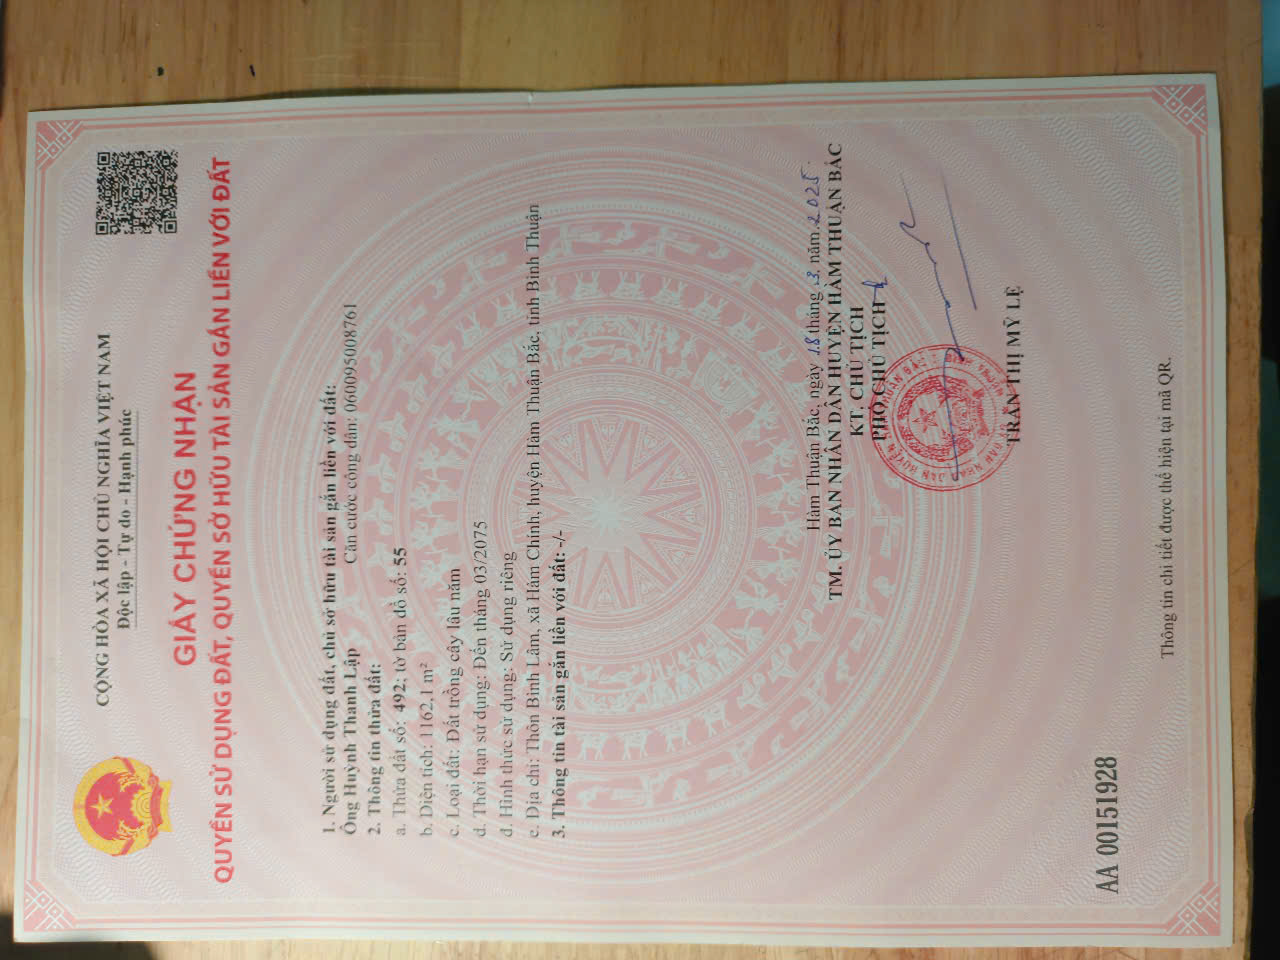 CỘNG HÒA XÃ HỘI CHỦ NGHĨA VIỆT NAM
Độc lập - Tự do - Hạnh phúc
GIẤY CHỨNG NHẬN
QUYỀN SỬ DỤNG ĐẤT, QUYỀN SỞ HỮU TÀI SẢN GẮN LIỀN VỚI ĐẤT
1. Người sử dụng đất, chủ sở hữu tài sản gắn liền với đất:
Ông Huỳnh Thanh Lập Căn cước công dân: 060095008761
2. Thông tin thửa đất:
a. Thửa đất số: 492; tờ bản đồ số: 55
b. Diện tích: 1162,1 m²
c. Loại đất: Đất trồng cây lâu năm
d. Thời hạn sử dụng: Đến tháng 03/2075
đ. Hình thức sử dụng: Sử dụng riêng
e. Địa chỉ: Thôn Bình Lâm, xã Hàm Chính, huyện Hàm Thuận Bắc, tỉnh Bình Thuận
3. Thông tin tài sản gắn liền với đất: -/-
Hàm Thuận Bắc, ngày 18 tháng 3 năm 2025
TM. ỦY BAN NHÂN DÂN HUYỆN HÀM THUẬN BẮC
KT. CHỦ TỊCH
PHÓ CHỦ TỊCH
TRẦN THỊ MỸ LỆ
AA 00151928
Thông tin chi tiết được thể hiện tại mã QR.